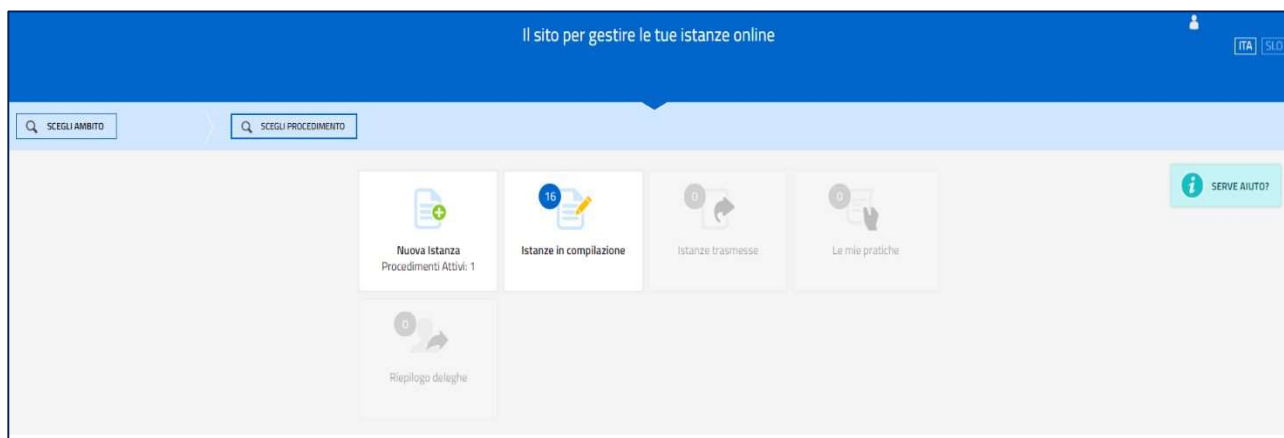 Il sito per gestire le tue istanze online
ITA SLO
SCEGLI AMBITO
SCEGLI PROCEDIMENTO
SERVE AIUTO?
Nuova Istanza
Procedimenti Attivi: 1
16
Istanze in compilazione
0
Istanze trasmesse
0
Le mie pratiche
0
Riepilogo deleghe